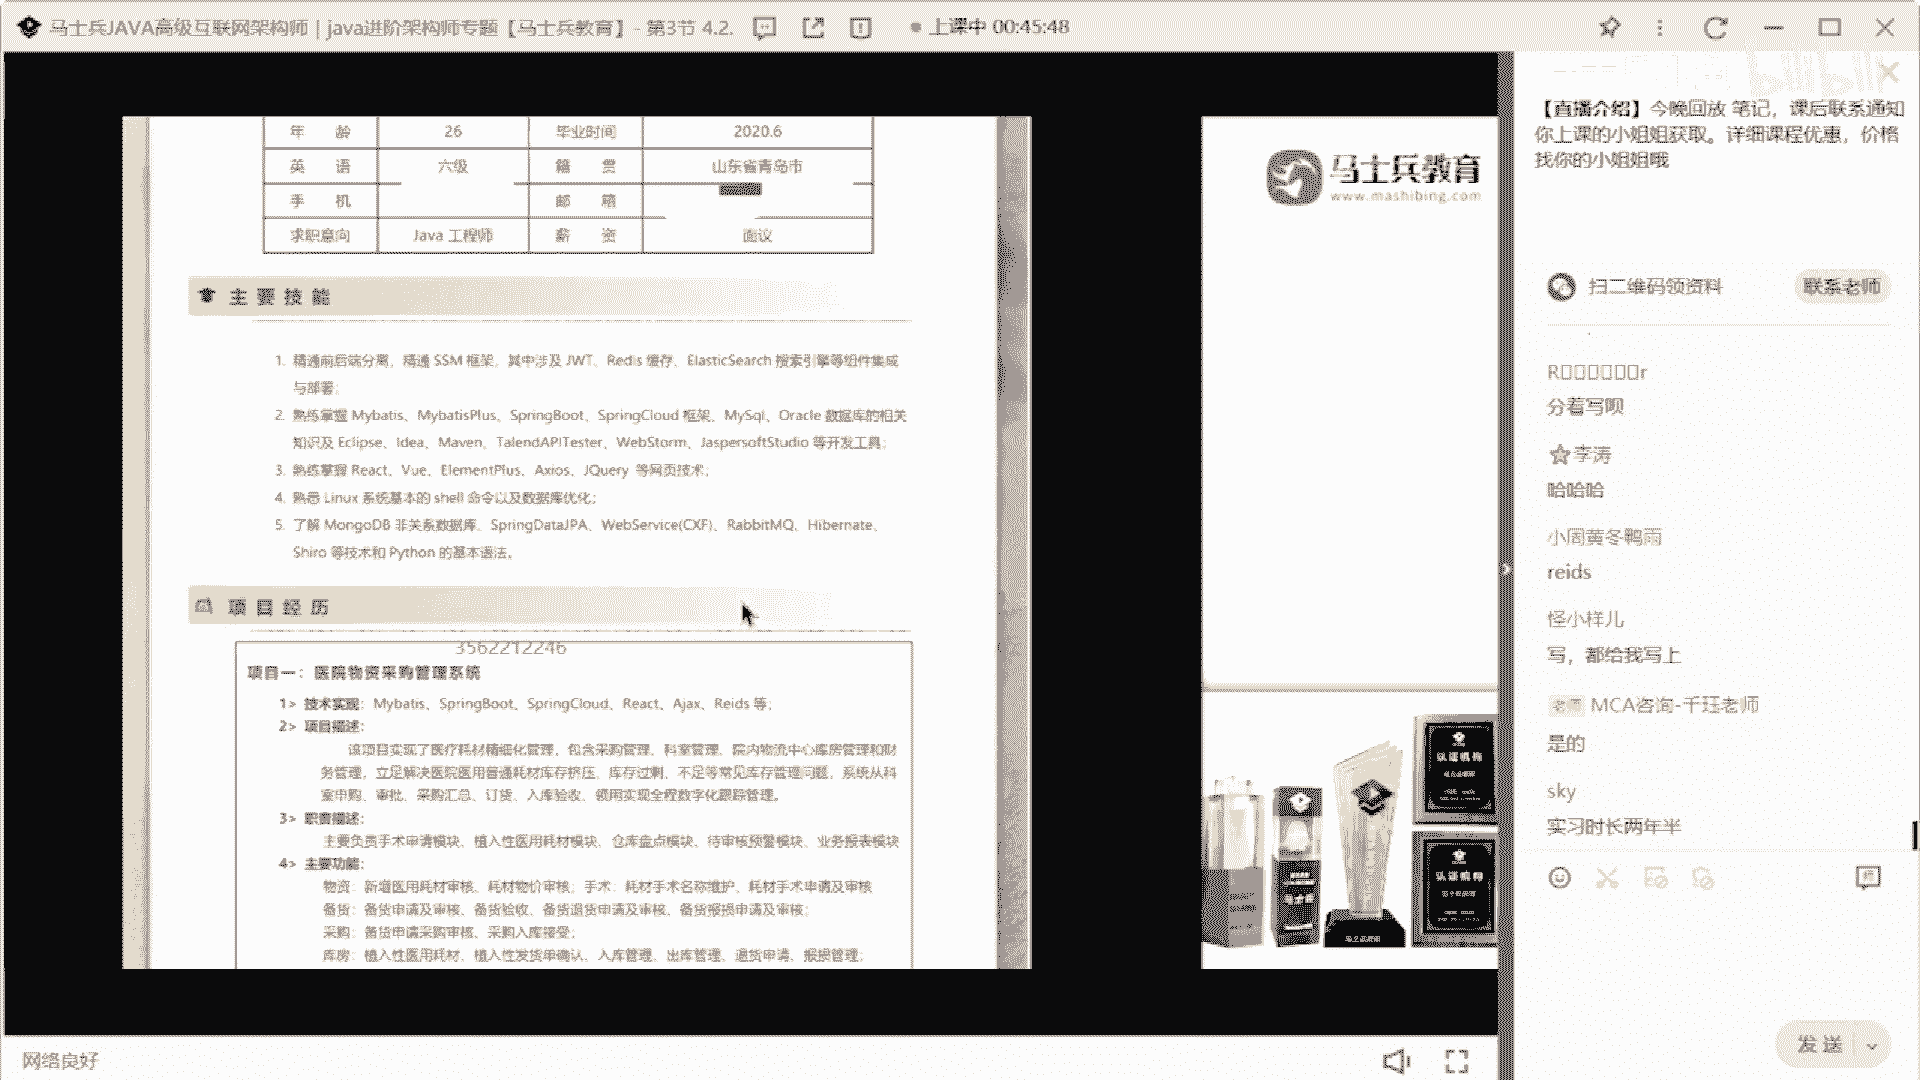 马士兵JAVA高级互联网架构师 | java进阶架构师专题【马士兵教育】- 第3节 4.2.
上课中 00:45:48
年 龄 26 毕业时间 2020.6
英 语 六级 籍 贯 山东省青岛市
手 机 邮 箱
求职意向 Java 工程师 薪 资 面议
主要技能
1. 精通前后端分离，精通 SSM 框架，其中涉及 JWT、Redis 缓存、ElasticSearch 搜索引擎等组件集成
与部署；
2. 熟练掌握 Mybatis、MybatisPlus、SpringBoot、SpringCloud 框架、MySql、Oracle 数据库的相关
知识及 Eclipse、Idea、Maven、TalendAPITester、WebStorm、JaspersoftStudio 等开发工具；
3. 熟练掌握 React、Vue、ElementPlus、Axios、JQuery 等网页技术；
4. 熟悉 Linux 系统基本的 shell 命令以及数据库优化；
5. 了解 MongoDB 非关系数据库、SpringDataJPA、WebService(CXF)、RabbitMQ、Hibernate、
Shiro 等技术和 Python 的基本语法。
项目经历
3562212246
项目一：医院物资采购管理系统
1> 技术实现：Mybatis、SpringBoot、SpringCloud、React、Ajax、Reids 等；
2> 项目描述：
该项目实现了医疗耗材精细化管理，包含采购管理、科室管理、院内物流中心库房管理和财
务管理，立足解决医院医用普通耗材库存挤压、库存过剩、不足等常见库存管理问题，系统从科
室申购、审批、采购汇总、订货、入库验收、领用实现全程数字化跟踪管理。
3> 职责描述：
主要负责手术申请模块、植入性医用耗材模块、仓库盘点模块、待审核预警模块、业务报表模块
4> 主要功能：
物资：新增医用耗材审核、耗材物价审核；手术：耗材手术名称维护、耗材手术申请及审核
备货：备货申请及审核、备货验收、备货退货申请及审核、备货报损申请及审核；
采购：备货申请采购审核、采购入库接受；
库房：植入性医用耗材、植入性发货单确认、入库管理、出库管理、退货申请、报损管理；
马士兵教育
www.mashibing.com
【直播介绍】今晚回放 笔记，课后联系通知
你上课的小姐姐获取。详细课程优惠，价格
找你的小姐姐哦
扫二维码领资料
联系老师
分着写呗
李涛
哈哈哈
小周黄冬鸭雨
reids
怪小样儿
写，都给我写上
MCA咨询-千珏老师
是的
sky
实习时长两年半
发送
网络良好